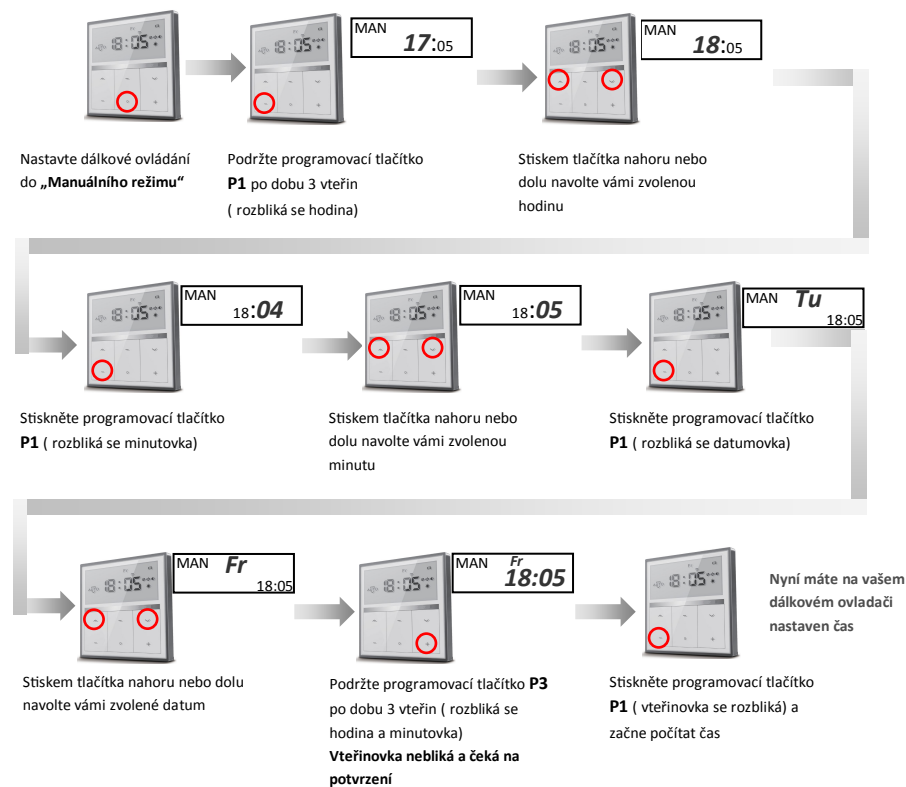 MAN
17:05
MAN
18:05
Nastavte dálkové ovládání
do „Manuálního režimu“
Podržte programovací tlačítko
P1 po dobu 3 vteřin
( rozbliká se hodina)
Stiskem tlačítka nahoru nebo
dolu navolte vámi zvolenou
hodinu
MAN
18:04
MAN
18:05
MAN Tu
18:05
Stiskněte programovací tlačítko
P1 ( rozbliká se minutovka)
Stiskem tlačítka nahoru nebo
dolu navolte vámi zvolenou
minutu
Stiskněte programovací tlačítko
P1 ( rozbliká se datumovka)
MAN Fr
18:05
MAN Fr
18:05
Nyní máte na vašem
dálkovém ovladači
nastaven čas
Stiskem tlačítka nahoru nebo dolu
navolte vámi zvolené datum
Podržte programovací tlačítko P3
po dobu 3 vteřin ( rozbliká se
hodina a minutovka)
Vteřinovka nebliká a čeká na
potvrzení
Stiskněte programovací tlačítko
P1 ( vteřinovka se rozbliká) a
začne počítat čas